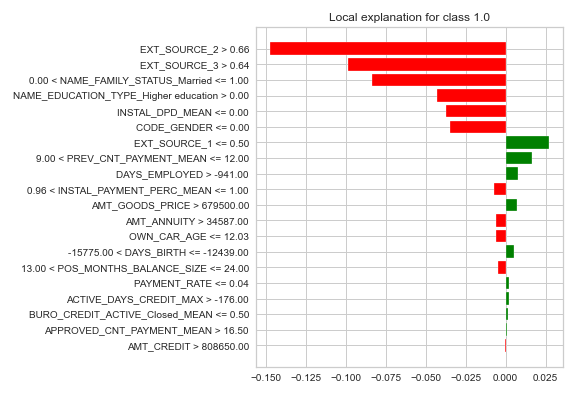 Local explanation for class 1.0
EXT_SOURCE_2 > 0.66
EXT_SOURCE_3 > 0.64
0.00 < NAME_FAMILY_STATUS_Married <= 1.00
NAME_EDUCATION_TYPE_Higher education > 0.00
INSTAL_DPD_MEAN <= 0.00
CODE_GENDER <= 0.00
EXT_SOURCE_1 <= 0.50
9.00 < PREV_CNT_PAYMENT_MEAN <= 12.00
DAYS_EMPLOYED > -941.00
0.96 < INSTAL_PAYMENT_PERC_MEAN <= 1.00
AMT_GOODS_PRICE > 679500.00
AMT_ANNUITY > 34587.00
OWN_CAR_AGE <= 12.03
-15775.00 < DAYS_BIRTH <= -12439.00
13.00 < POS_MONTHS_BALANCE_SIZE <= 24.00
PAYMENT_RATE <= 0.04
ACTIVE_DAYS_CREDIT_MAX > -176.00
BURO_CREDIT_ACTIVE_Closed_MEAN <= 0.50
APPROVED_CNT_PAYMENT_MEAN > 16.50
AMT_CREDIT > 808650.00
−0.150 −0.125 −0.100 −0.075 −0.050 −0.025 0.000 0.025